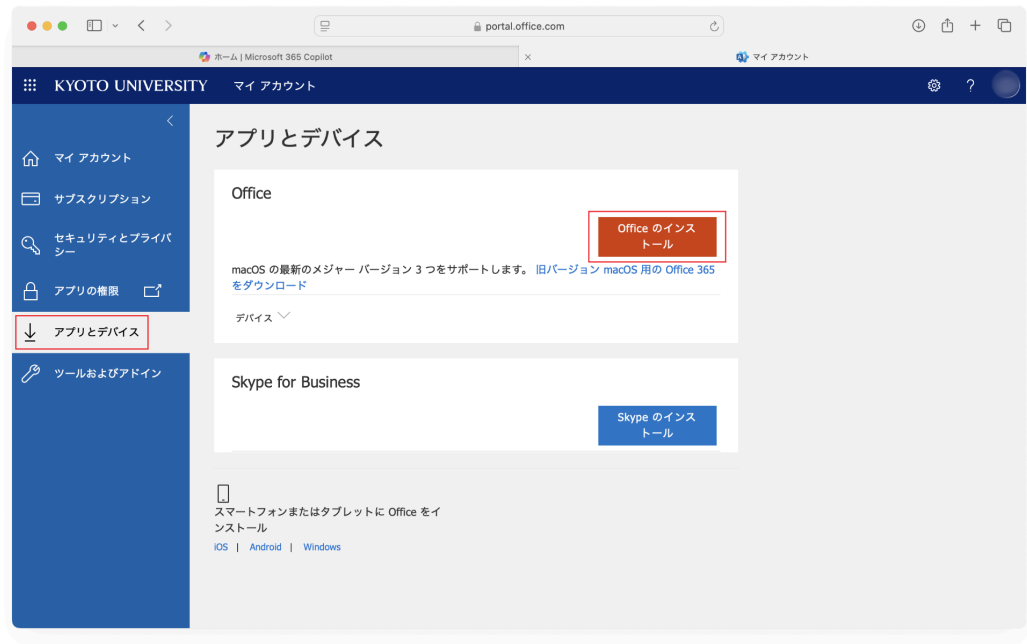 portal.office.com
ホーム | Microsoft 365 Copilot
マイ アカウント
KYOTO UNIVERSITY
マイ アカウント
?
マイ アカウント
サブスクリプション
セキュリティとプライバ
シー
アプリの権限
アプリとデバイス
ツールおよびアドイン
アプリとデバイス
Office
Office のインス
トール
macOS の最新のメジャー バージョン 3 つをサポートします。 旧バージョン macOS 用の Office 365
をダウンロード
デバイス
Skype for Business
Skype のインス
トール
スマートフォンまたはタブレットに Office をイ
ンストール
iOS | Android | Windows